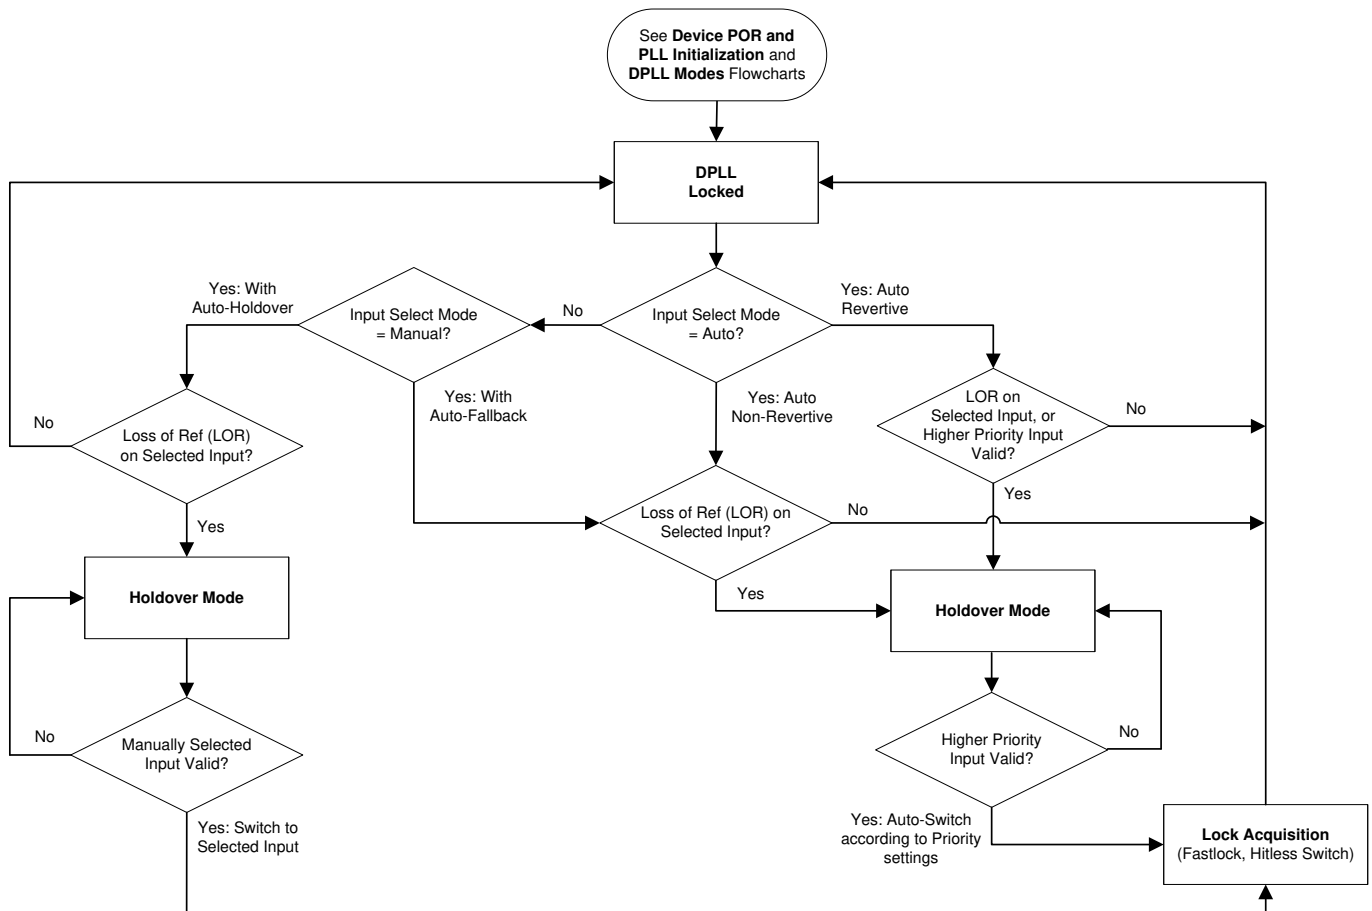 See Device POR and
PLL Initialization and
DPLL Modes Flowcharts
DPLL
Locked
Yes: With
Auto-Holdover
Input Select Mode
= Manual?
No
Input Select Mode
= Auto?
Yes: Auto
Revertive
Yes: With
Auto-Fallback
Yes: Auto
Non-Revertive
LOR on
Selected Input, or
Higher Priority Input
Valid?
No
No
Loss of Ref (LOR)
on Selected Input?
Yes
Loss of Ref (LOR) on
Selected Input?
No
Yes
Yes
Holdover Mode
Holdover Mode
No
Manually Selected
Input Valid?
Higher Priority
Input Valid?
No
Yes: Switch to
Selected Input
Yes: Auto-Switch
according to Priority
settings
Lock Acquisition
(Fastlock, Hitless Switch)